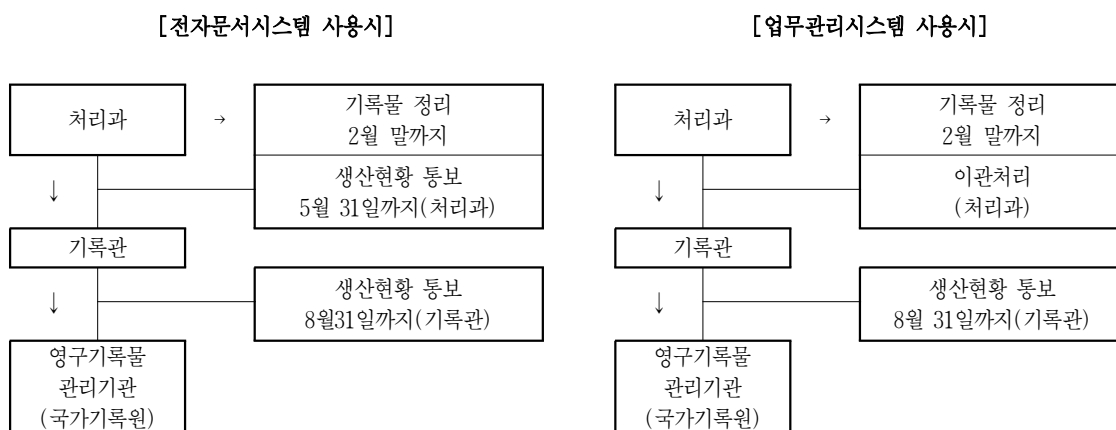 [전자문서시스템 사용시]
처리과
→
기록물 정리
2월 말까지
↓
생산현황 통보
5월 31일까지(처리과)
기록관
↓
생산현황 통보
8월31일까지(기록관)
영구기록물
관리기관
(국가기록원)
[업무관리시스템 사용시]
처리과
→
기록물 정리
2월 말까지
↓
이관처리
(처리과)
기록관
↓
생산현황 통보
8월 31일까지(기록관)
영구기록물
관리기관
(국가기록원)